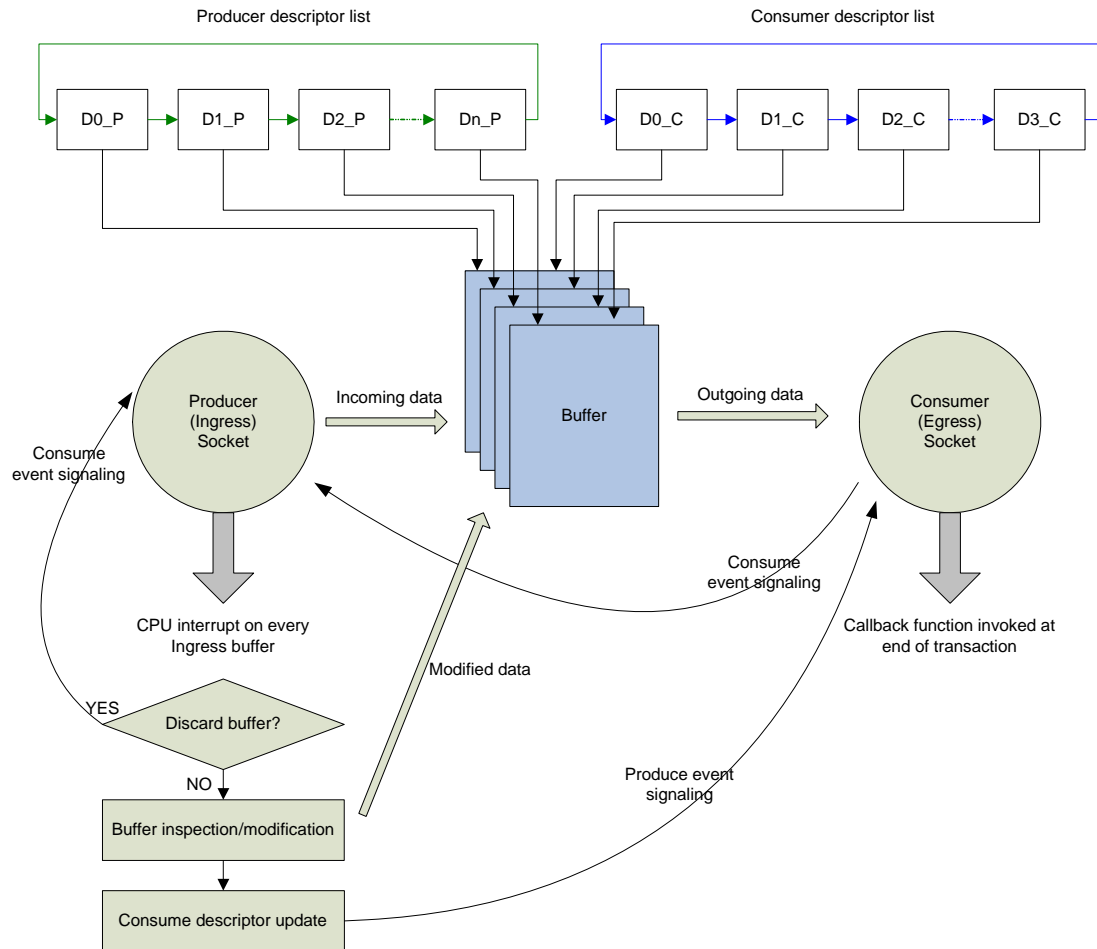 Producer descriptor list
Consumer descriptor list
D0_P
D1_P
D2_P
Dn_P
D0_C
D1_C
D2_C
D3_C
Producer
(Ingress)
Socket
Incoming data
Buffer
Outgoing data
Consumer
(Egress)
Socket
Consume
event signaling
Consume
event signaling
CPU interrupt on every
Ingress buffer
Callback function invoked at
end of transaction
Modified data
YES
Discard buffer?
NO
Produce event
signaling
Buffer inspection/modification
Consume descriptor update